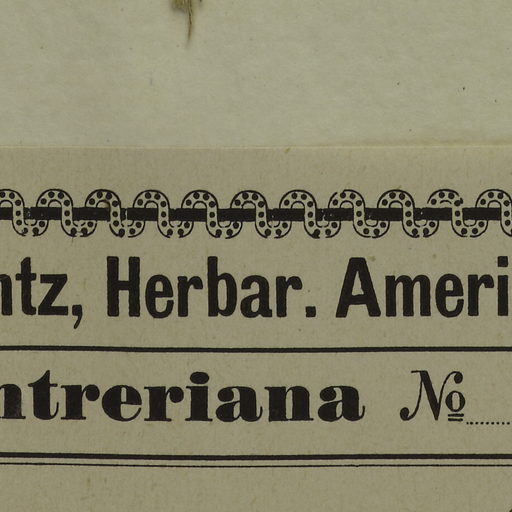 ntz, Herbar. Ameri
ntreriana No